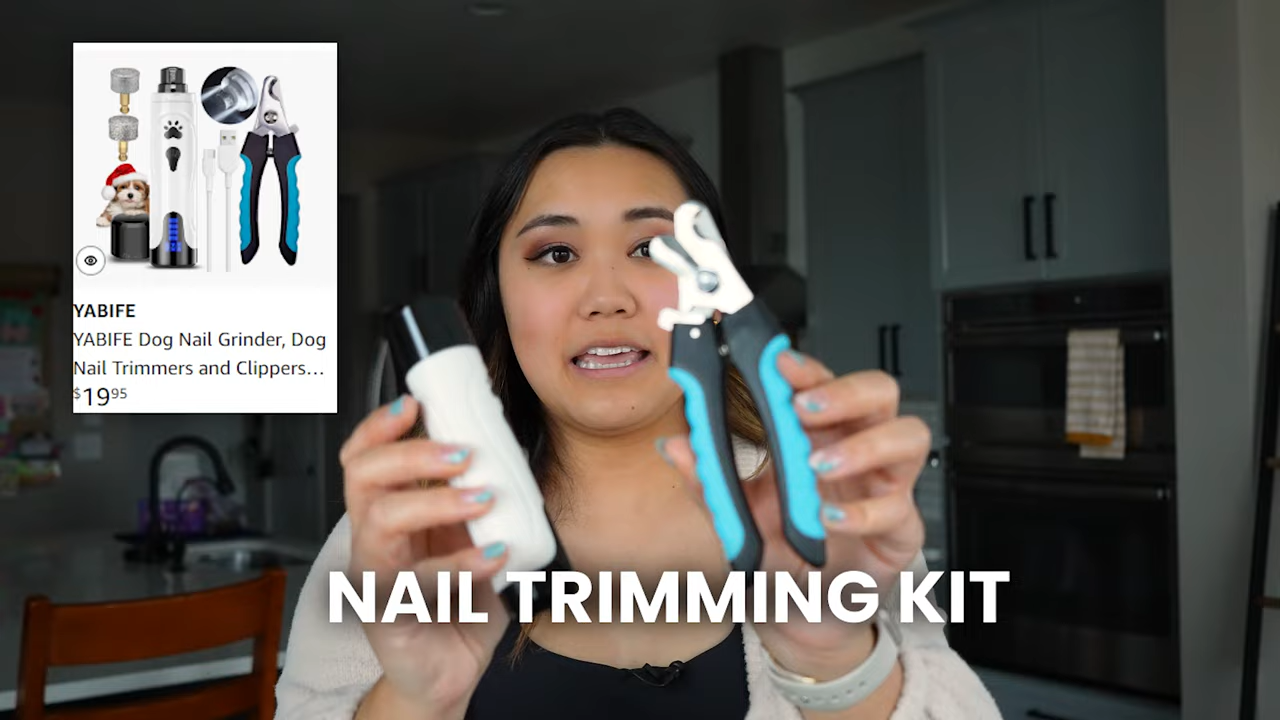 YABIFE
YABIFE Dog Nail Grinder, Dog
Nail Trimmers and Clippers...
$19.95
NAIL TRIMMING KIT